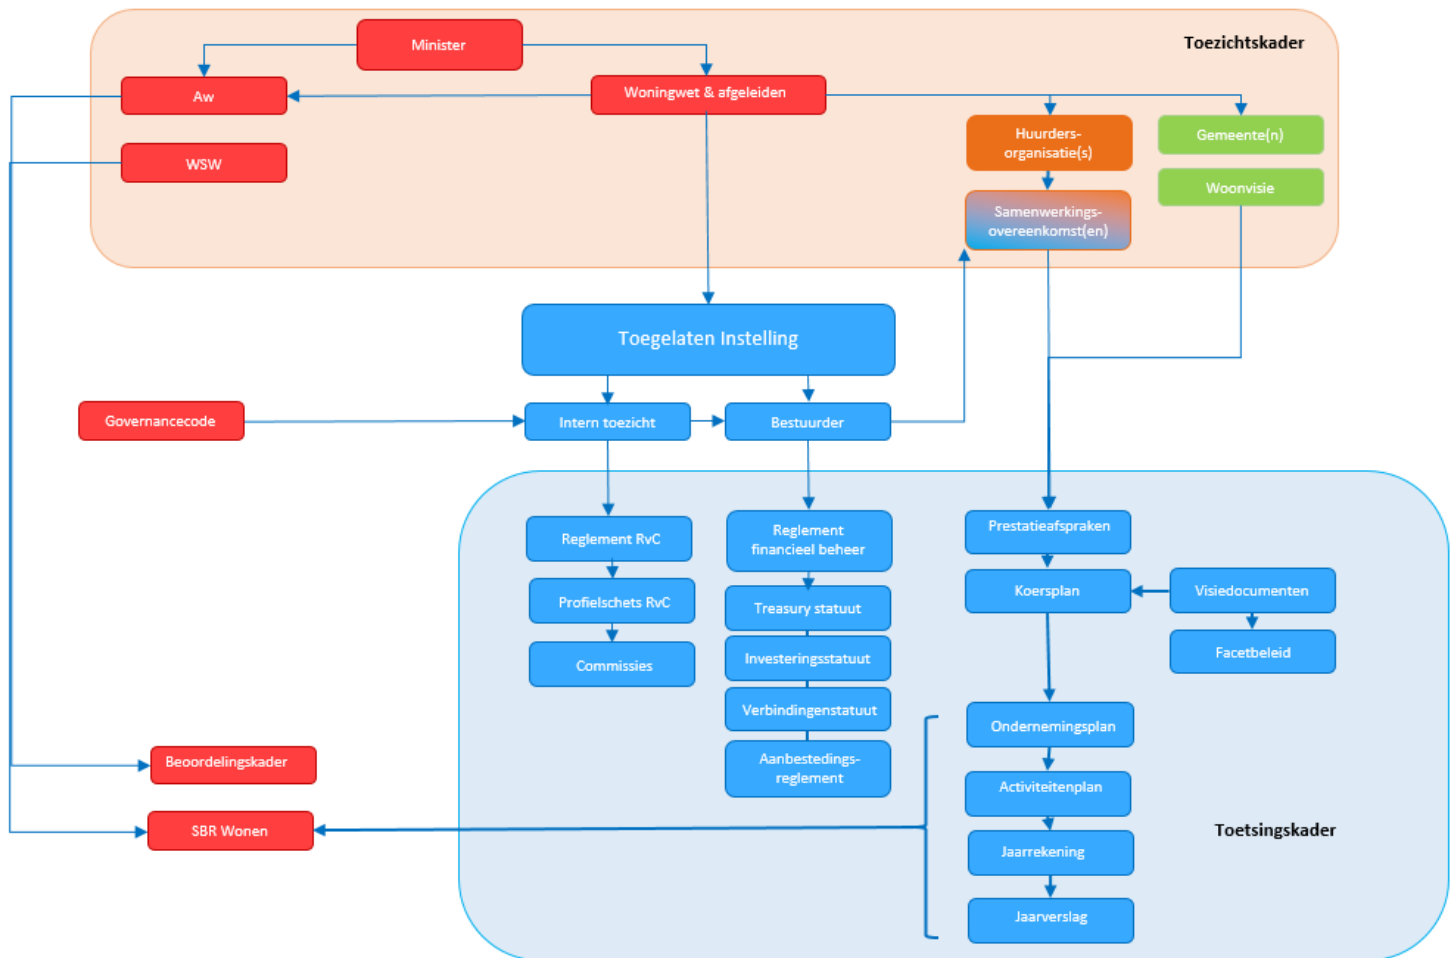 Minister
Toezichtskader
Aw
Woningwet & afgeleiden
Huurders-
organisatie(s)
Gemeente(n)
WSW
Woonvisie
Samenwerkings-
overeenkomst(en)
Toegelaten Instelling
Governancecode
Intern toezicht
Bestuurder
Reglement RvC
Reglement
financieel beheer
Prestatieafspraken
Profielschets RvC
Treasury statuut
Koersplan
Visiedocumenten
Commissies
Investeringsstatuut
Facetbeleid
Verbindingenstatuut
Ondernemingsplan
Beoordelingskader
Aanbestedings-
reglement
Activiteitenplan
SBR Wonen
Toetsingskader
Jaarrekening
Jaarverslag